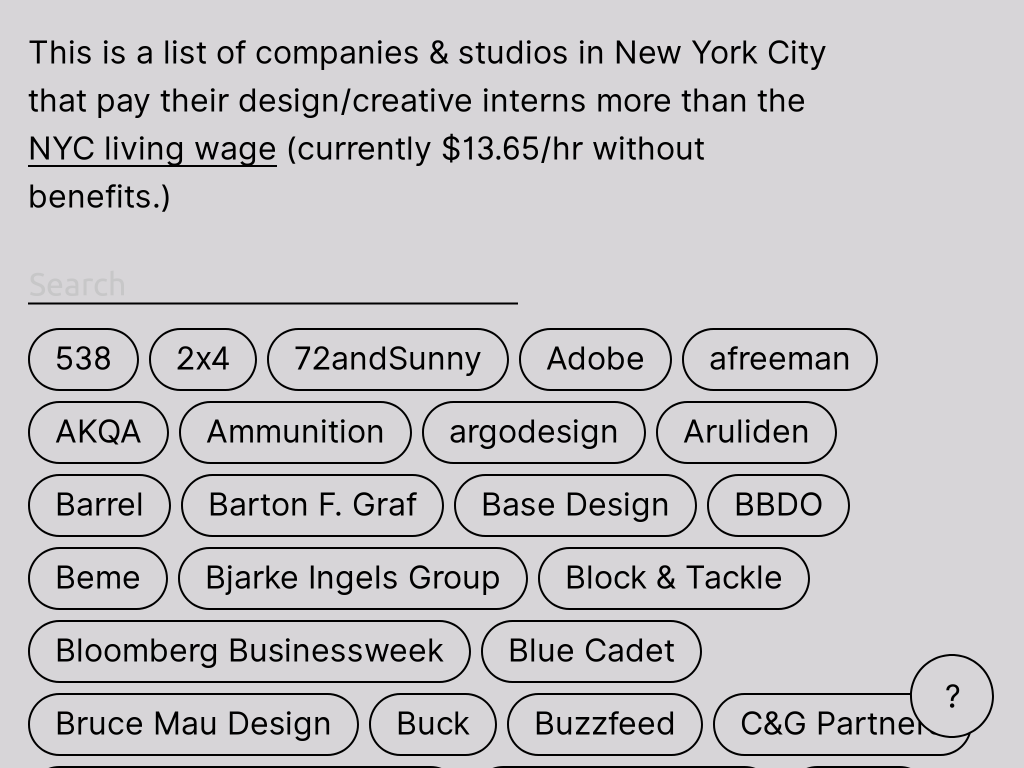 This is a list of companies & studios in New York City
that pay their design/creative interns more than the
NYC living wage (currently $13.65/hr without
benefits.)
Search
538 2x4 72andSunny Adobe afreeman
AKQA Ammunition argodesign Aruliden
Barrel Barton F. Graf Base Design BBDO
Beme Bjarke Ingels Group Block & Tackle
Bloomberg Businessweek Blue Cadet
Bruce Mau Design Buck Buzzfeed C&G Partner
?